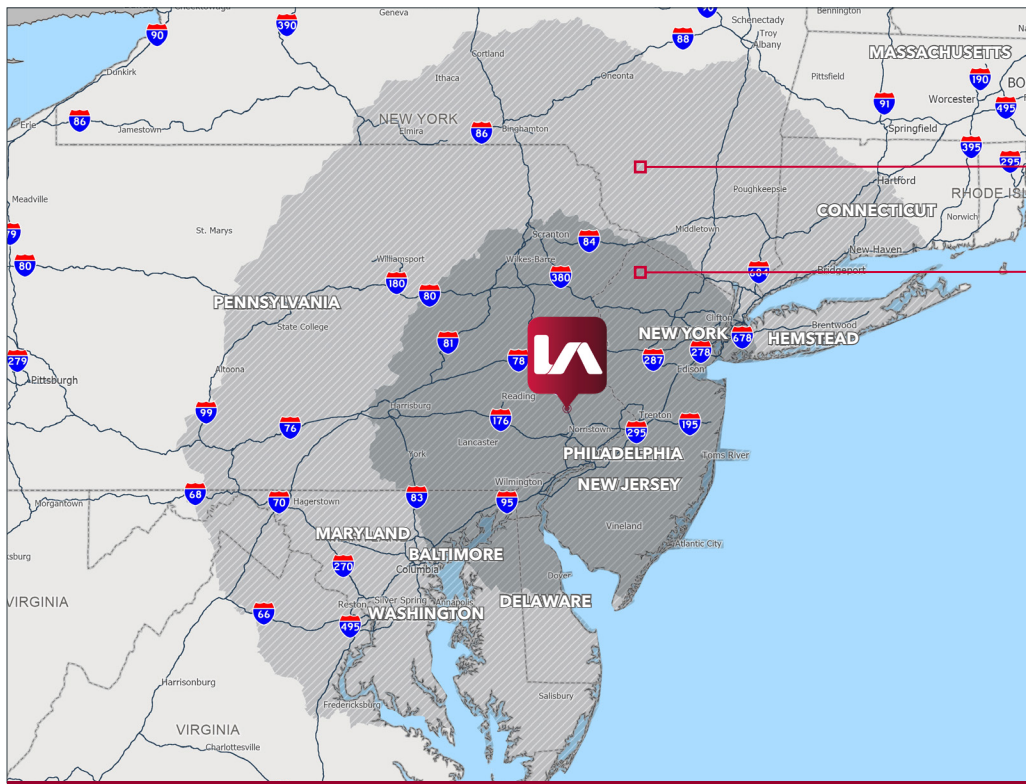 Geneva
Bennington
90
390
88
Schenectady
Troy
Albany
MASSACHUSETTS
Dunkirk
Cortland
Ithaca
Oneonta
Pittsfield
190
BO
Worcester
91
495
Erie
86
Jamestown
NEW YORK
Elmira
86
Binghamton
Springfield
395
295
Hartford
Poughkeepsie
RHODE ISL
Meadville
CONNECTICUT
Norwich
79
St. Marys
Scranton
84
Middletown
New Haven
80
Williamsport
Wilkes-Barre
380
684
Bridgeport
180
80
PENNSYLVANIA
Clifton
State College
NEW YORK
678
Brentwood
HEMSTEAD
81
278
279
78
287
Edison
Altoona
Pittsburgh
LA
Reading
99
Harrisburg
Trenton
76
176
Norristown
295
195
Lancaster
York
PHILADELPHIA
Toms River
Wilmington
NEW JERSEY
68
70
Hagerstown
83
95
Morgantown
Vineland
MARYLAND
Atlantic City
ksburg
BALTIMORE
270
Columbia
Dover
VIRGINIA
Reston
Silver Spring
Annapolis
DELAWARE
66
WASHINGTON
495
Harrisonburg
Salisbury
Fredericksburg
VIRGINIA
Charlottesville